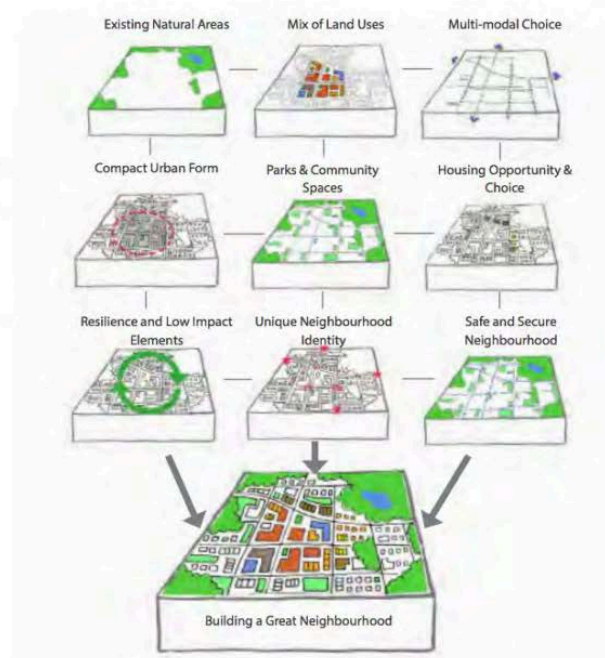 Existing Natural Areas
Mix of Land Uses
Multi-modal Choice
Compact Urban Form
Parks & Community
Spaces
Housing Opportunity &
Choice
Resilience and Low Impact
Elements
Unique Neighbourhood
Identity
Safe and Secure
Neighbourhood
Building a Great Neighbourhood